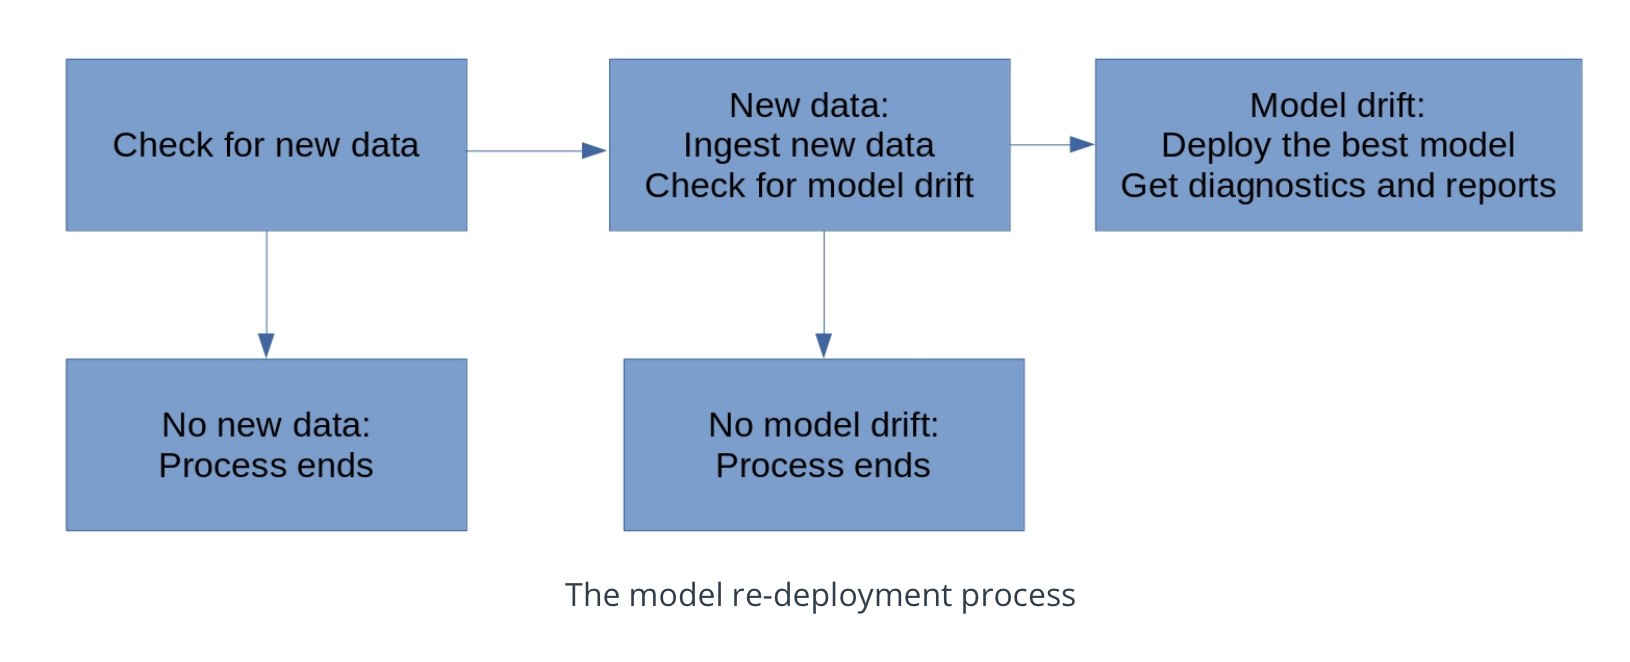 Check for new data
New data:
Ingest new data
Check for model drift
Model drift:
Deploy the best model
Get diagnostics and reports
No new data:
Process ends
No model drift:
Process ends
The model re-deployment process